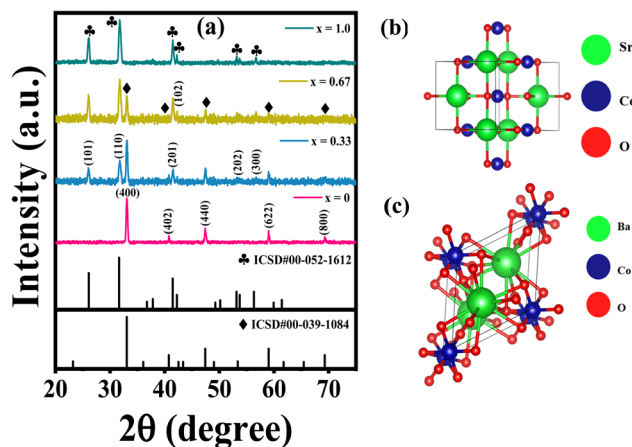 (a)
x = 1.0
x = 0.67
(102)
x = 0.33
(101)
(110)
(201)
(202)
(300)
x = 0
(400)
(402)
(440)
(622)
(800)
♣ ICSD#00-052-1612
♦ ICSD#00-039-1084
20 30 40 50 60 70
2θ (degree)
Intensity (a.u.)
(b)
Sr
Co
O
(c)
Ba
Co
O